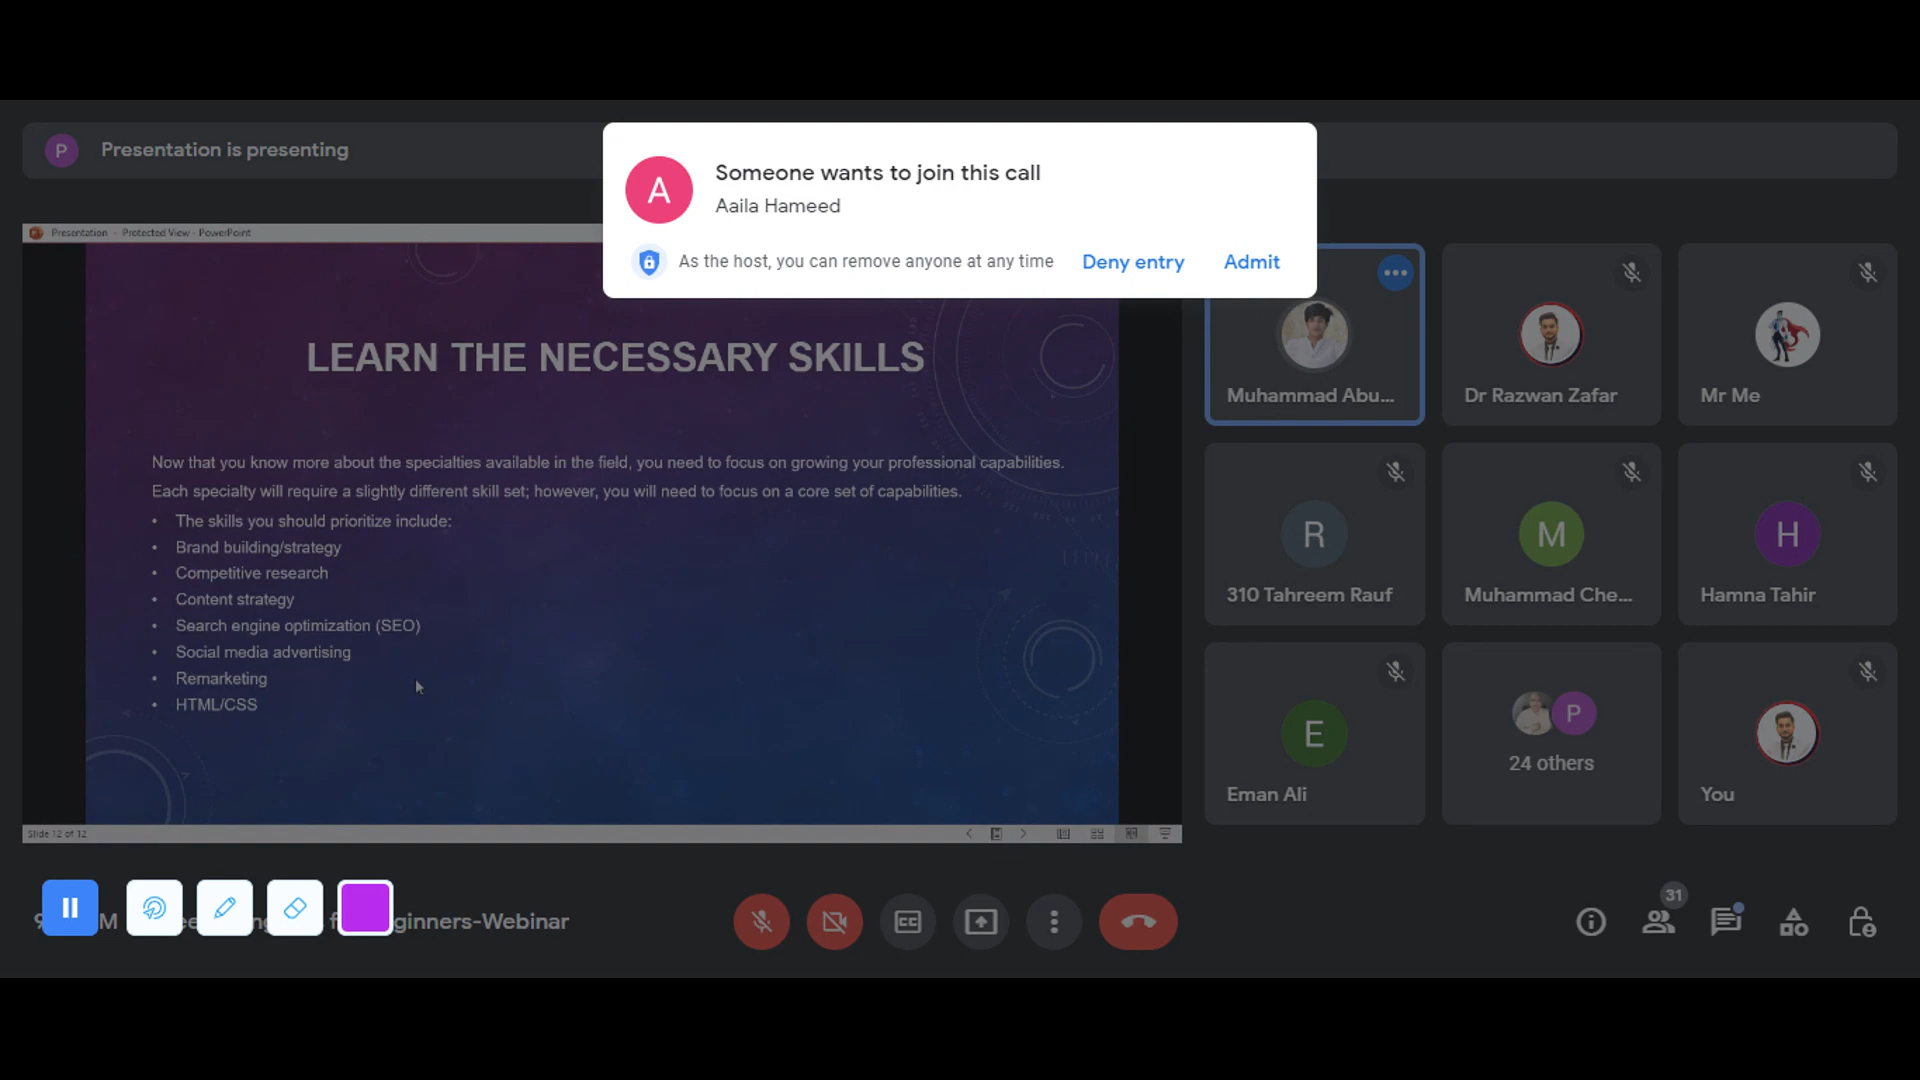 P
Presentation is presenting
A
Someone wants to join this call
Aaila Hameed
As the host, you can remove anyone at any time
Deny entry
Admit
Presentation - Protected View - PowerPoint
LEARN THE NECESSARY SKILLS
Now that you know more about the specialties available in the field, you need to focus on growing your professional capabilities.
Each specialty will require a slightly different skill set; however, you will need to focus on a core set of capabilities.
• The skills you should prioritize include:
• Brand building/strategy
• Competitive research
• Content strategy
• Search engine optimization (SEO)
• Social media advertising
• Remarketing
• HTML/CSS
Slide 12 of 12
Muhammad Abu...
Dr Razwan Zafar
Mr Me
R
310 Tahreem Rauf
M
Muhammad Che...
H
Hamna Tahir
E
Eman Ali
P
24 others
You
ginners-Webinar
CC
31